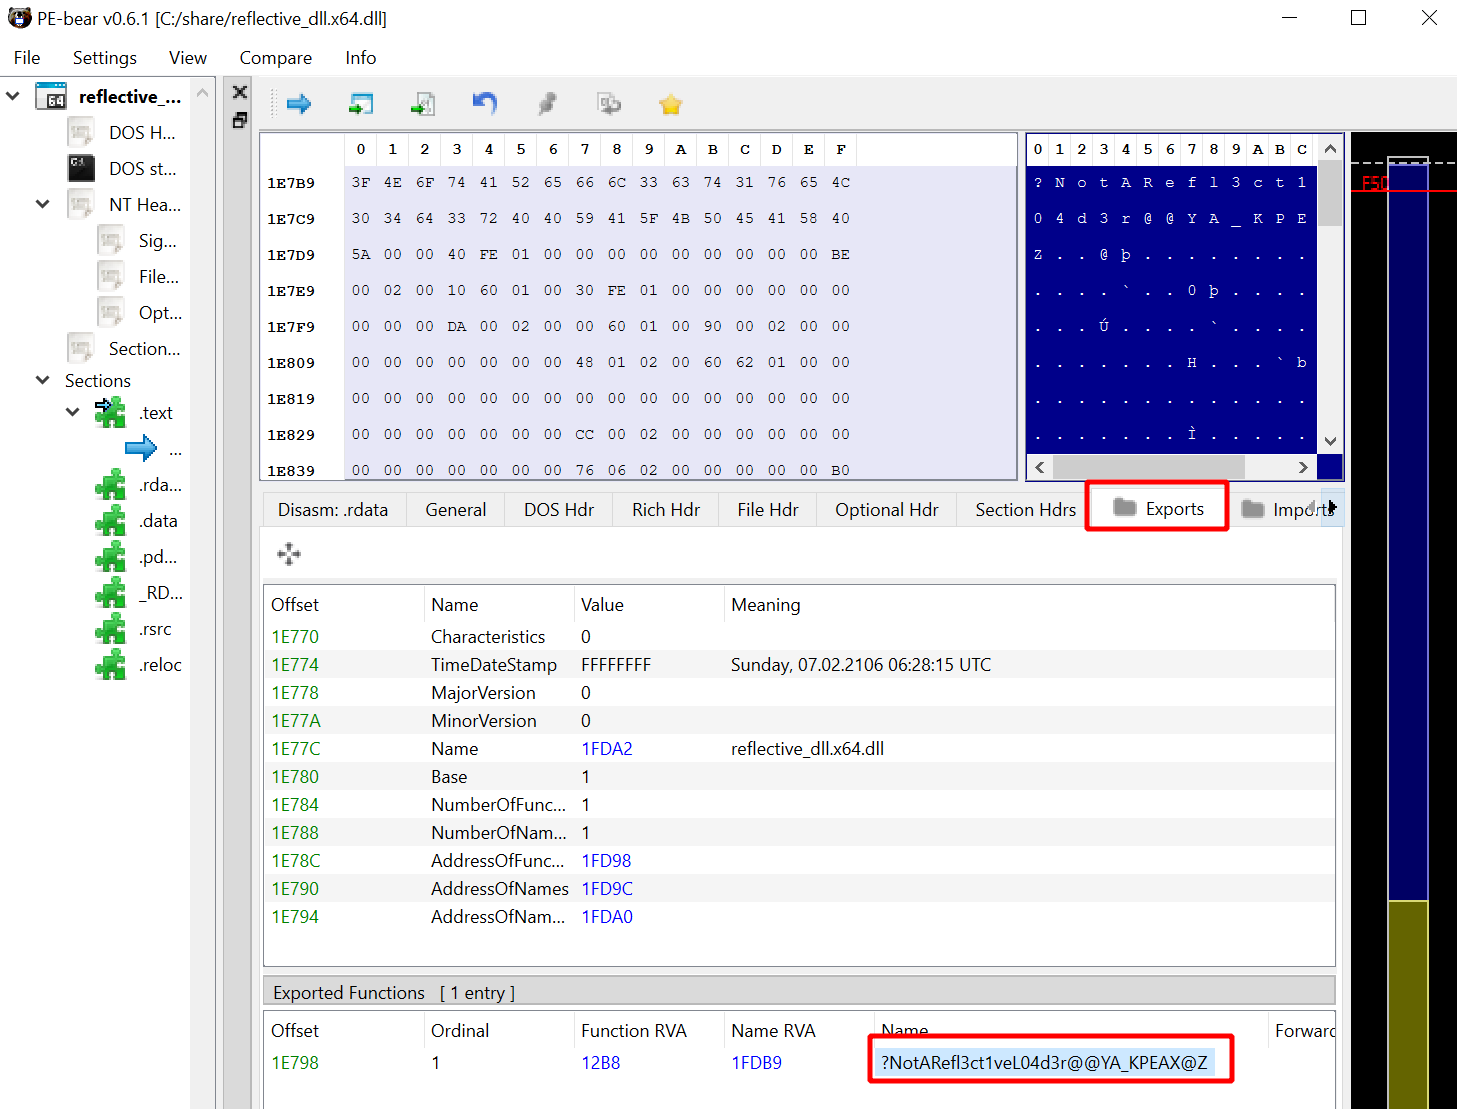 PE-bear v0.6.1 [C:/share/reflective_dll.x64.dll]
File Settings View Compare Info
reflective_...
DOS H...
DOS st...
NT Hea...
Sig...
File...
Opt...
Section...
Sections
.text
...
.rda...
.data
.pd...
_RD...
.rsrc
.reloc
0 1 2 3 4 5 6 7 8 9 A B C D E F
1E7B9 3F 4E 6F 74 41 52 65 66 6C 33 63 74 31 76 65 4C
1E7C9 30 34 64 33 72 40 40 59 41 5F 4B 50 45 41 58 40
1E7D9 5A 00 00 40 FE 01 00 00 00 00 00 00 00 00 00 BE
1E7E9 00 02 00 10 60 01 00 30 FE 01 00 00 00 00 00 00
1E7F9 00 00 00 DA 00 02 00 00 60 01 00 90 00 02 00 00
1E809 00 00 00 00 00 00 00 48 01 02 00 60 62 01 00 00
1E819 00 00 00 00 00 00 00 00 00 00 00 00 00 00 00 00
1E829 00 00 00 00 00 00 00 CC 00 02 00 00 00 00 00 00
1E839 00 00 00 00 00 00 00 76 06 02 00 00 00 00 00 B0
0 1 2 3 4 5 6 7 8 9 A B C
? N o t A R e f l 3 c t 1
0 4 d 3 r @ @ Y A _ K P E
Z . . @ þ . . . . . . . .
. . . . ` . . 0 þ . . . .
. . . Ú . . . . ` . . . .
. . . . . . . H . . . ` b
. . . . . . . . . . . . .
. . . . . . . Ì . . . . .
F50
Disasm: .rdata General DOS Hdr Rich Hdr File Hdr Optional Hdr Section Hdrs Exports Imports
Offset Name Value Meaning
1E770 Characteristics 0
1E774 TimeDateStamp FFFFFFFF Sunday, 07.02.2106 06:28:15 UTC
1E778 MajorVersion 0
1E77A MinorVersion 0
1E77C Name 1FDA2 reflective_dll.x64.dll
1E780 Base 1
1E784 NumberOfFunc... 1
1E788 NumberOfNam... 1
1E78C AddressOfFunc... 1FD98
1E790 AddressOfNames 1FD9C
1E794 AddressOfNam... 1FDA0
Exported Functions [ 1 entry ]
Offset Ordinal Function RVA Name RVA Name Forward
1E798 1 12B8 1FDB9 ?NotARefl3ct1veL04d3r@@YA_KPEAX@Z